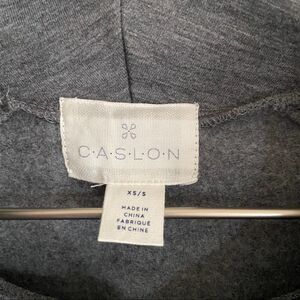 C·A·S·L·O·N
XS/S
MADE IN
CHINA
FABRIQUÉ
EN CHINE